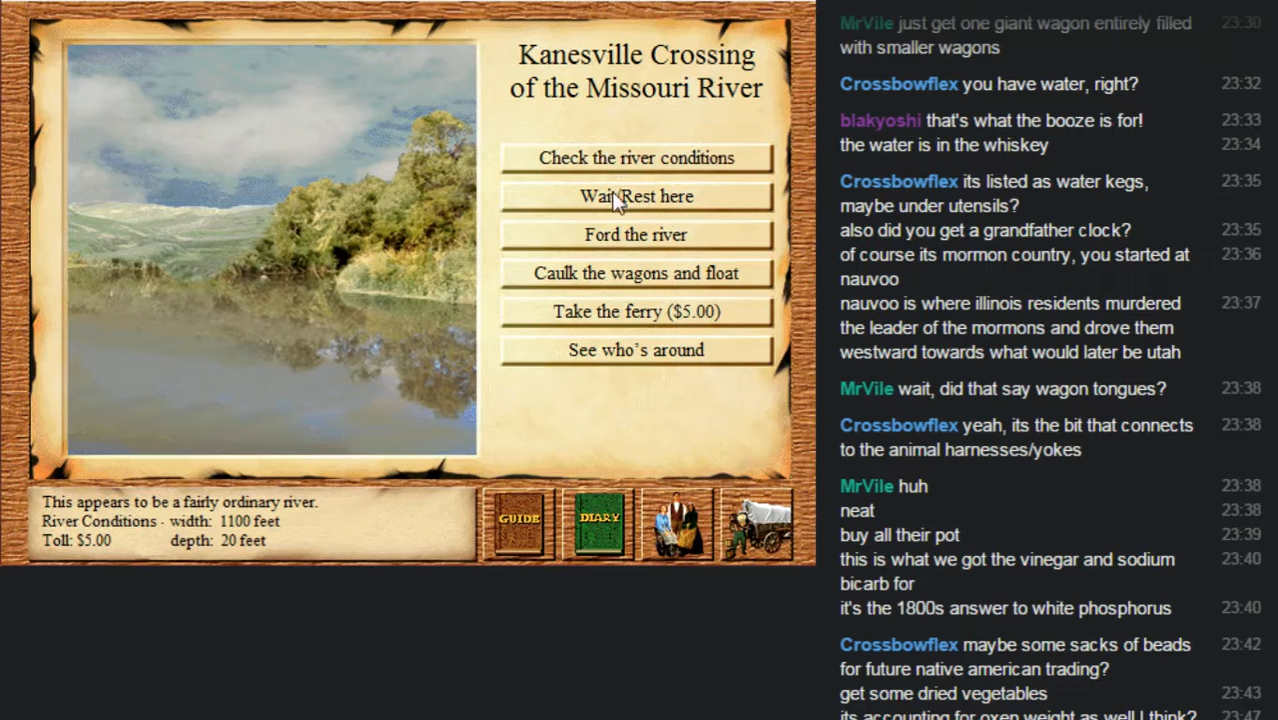 Kanesville Crossing
of the Missouri River
Check the river conditions
Wait/Rest here
Ford the river
Caulk the wagons and float
Take the ferry ($5.00)
See who's around
This appears to be a fairly ordinary river.
River Conditions - width: 1100 feet
Toll: $5.00 depth: 20 feet
GUIDE
DIARY
MrVile just get one giant wagon entirely filled 23:30
with smaller wagons
Crossbowflex you have water, right? 23:32
blakyoshi that's what the booze is for! 23:33
the water is in the whiskey 23:34
Crossbowflex its listed as water kegs, 23:35
maybe under utensils?
also did you get a grandfather clock? 23:35
of course its mormon country, you started at 23:36
nauvoo
nauvoo is where illinois residents murdered 23:37
the leader of the mormons and drove them
westward towards what would later be utah
MrVile wait, did that say wagon tongues? 23:38
Crossbowflex yeah, its the bit that connects 23:38
to the animal harnesses/yokes
MrVile huh 23:38
neat 23:38
buy all their pot 23:39
this is what we got the vinegar and sodium 23:40
bicarb for
it's the 1800s answer to white phosphorus 23:40
Crossbowflex maybe some sacks of beads 23:42
for future native american trading?
get some dried vegetables 23:43
its accounting for oxen weight as well I think? 23:47